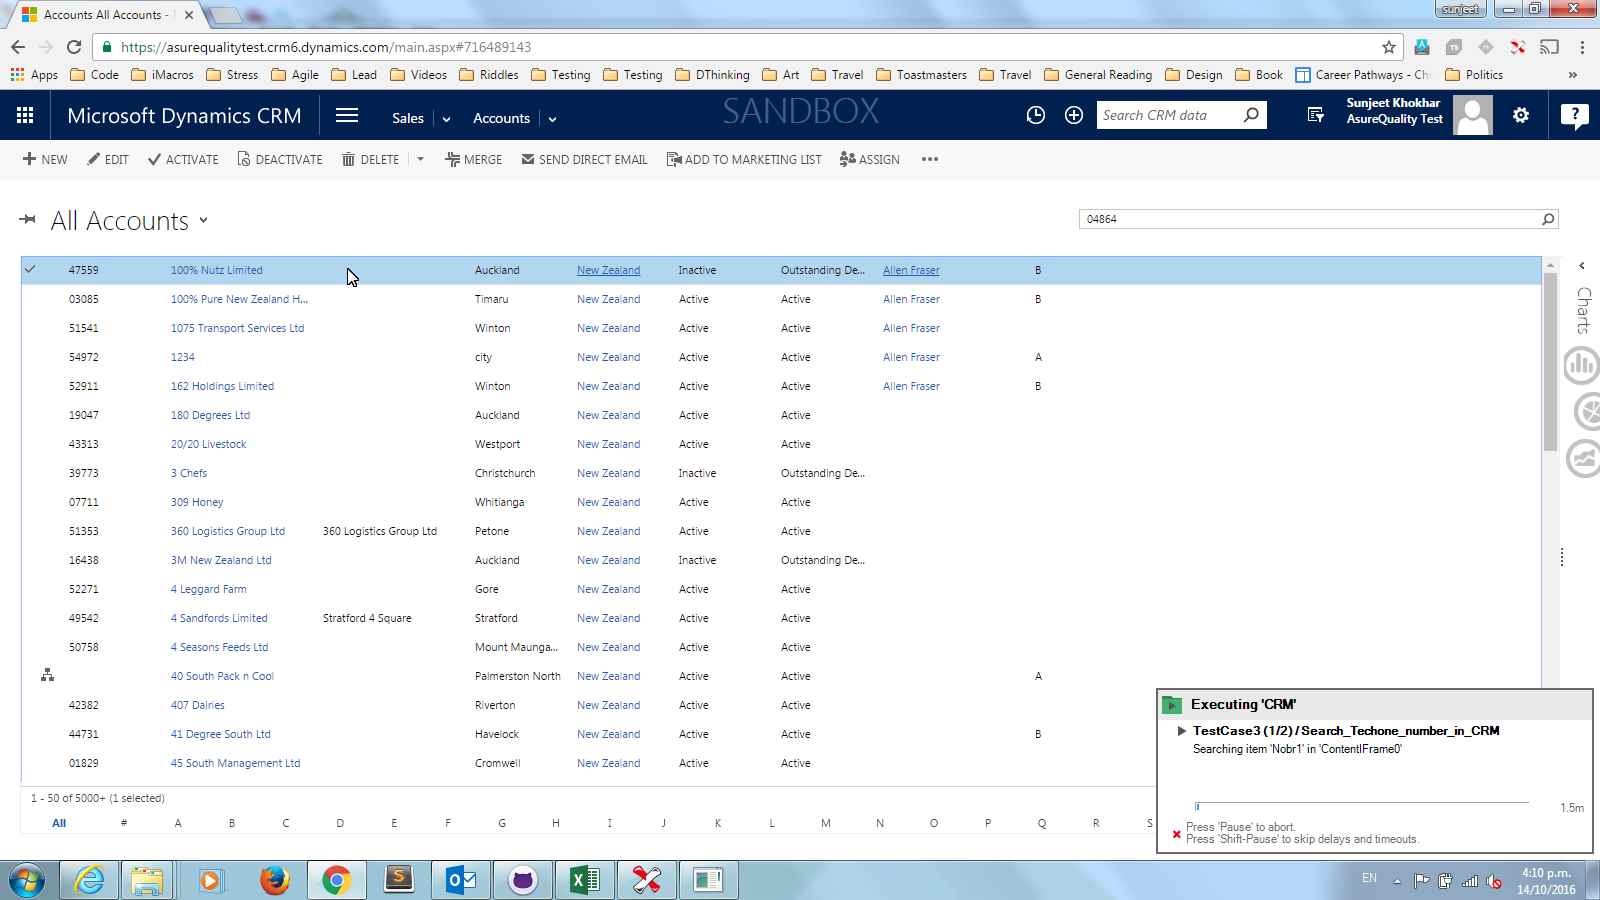 Accounts All Accounts -
sunjeet
https://asurequalitytest.crm6.dynamics.com/main.aspx#716489143
Apps Code iMacros Stress Agile Lead Videos Riddles Testing Testing DThinking Art Travel Toastmasters Travel General Reading Design Book Career Pathways - Ch Politics »
Microsoft Dynamics CRM Sales Accounts SANDBOX Search CRM data Sunjeet Khokhar
AsureQuality Test
NEW EDIT ACTIVATE DEACTIVATE DELETE MERGE SEND DIRECT EMAIL ADD TO MARKETING LIST ASSIGN •••
All Accounts 04864
47559 100% Nutz Limited Auckland New Zealand Inactive Outstanding De... Allen Fraser B
03085 100% Pure New Zealand H... Timaru New Zealand Active Active Allen Fraser B
51541 1075 Transport Services Ltd Winton New Zealand Active Active Allen Fraser
54972 1234 city New Zealand Active Active Allen Fraser A
52911 162 Holdings Limited Winton New Zealand Active Active Allen Fraser B
19047 180 Degrees Ltd Auckland New Zealand Active Active
43313 20/20 Livestock Westport New Zealand Active Active
39773 3 Chefs Christchurch New Zealand Inactive Outstanding De...
07711 309 Honey Whitianga New Zealand Active Active
51353 360 Logistics Group Ltd 360 Logistics Group Ltd Petone New Zealand Active Active
16438 3M New Zealand Ltd Auckland New Zealand Inactive Outstanding De...
52271 4 Leggard Farm Gore New Zealand Active Active
49542 4 Sandfords Limited Stratford 4 Square Stratford New Zealand Active Active
50758 4 Seasons Feeds Ltd Mount Maunga... New Zealand Active Active
40 South Pack n Cool Palmerston North New Zealand Active Active A
42382 407 Dairies Riverton New Zealand Active Active
44731 41 Degree South Ltd Havelock New Zealand Active Active B
01829 45 South Management Ltd Cromwell New Zealand Active Active
Charts
1 - 50 of 5000+ (1 selected)
All # A B C D E F G H I J K L M N O P Q R S
Executing 'CRM'
TestCase3 (1/2) / Search_Techone_number_in_CRM
Searching item 'Nobr1' in 'ContentIFrame0'
1.5m
Press 'Pause' to abort.
Press 'Shift-Pause' to skip delays and timeouts.
EN
4:10 p.m.
14/10/2016